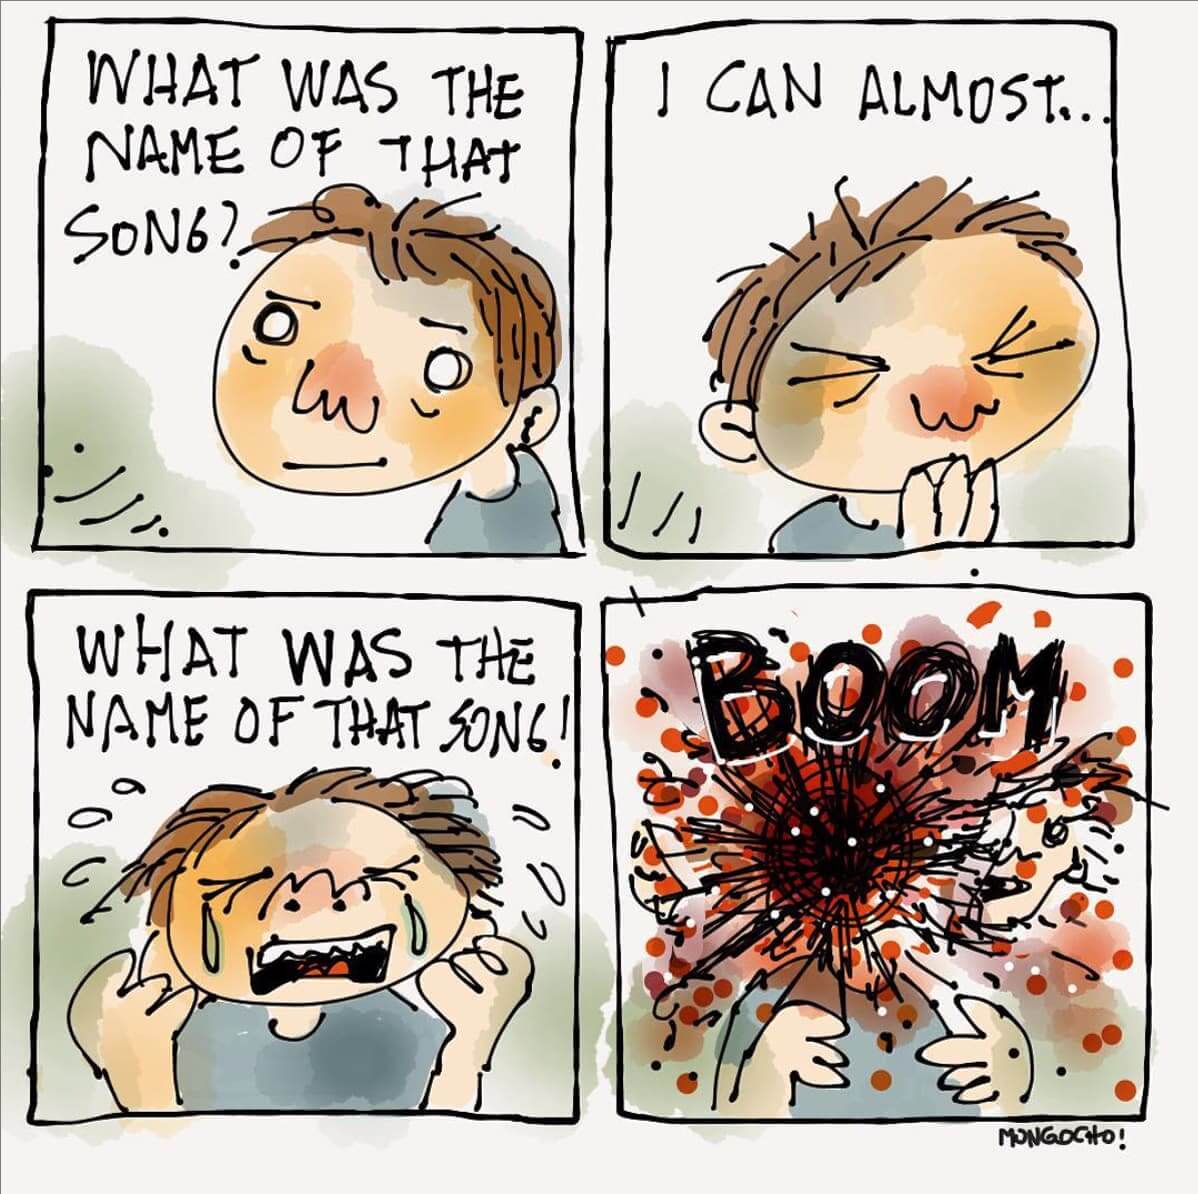 WHAT WAS THE
NAME OF THAT
SONG?
I CAN ALMOST...
WHAT WAS THE
NAME OF THAT SONG!
BOOM
MONGOCHO!